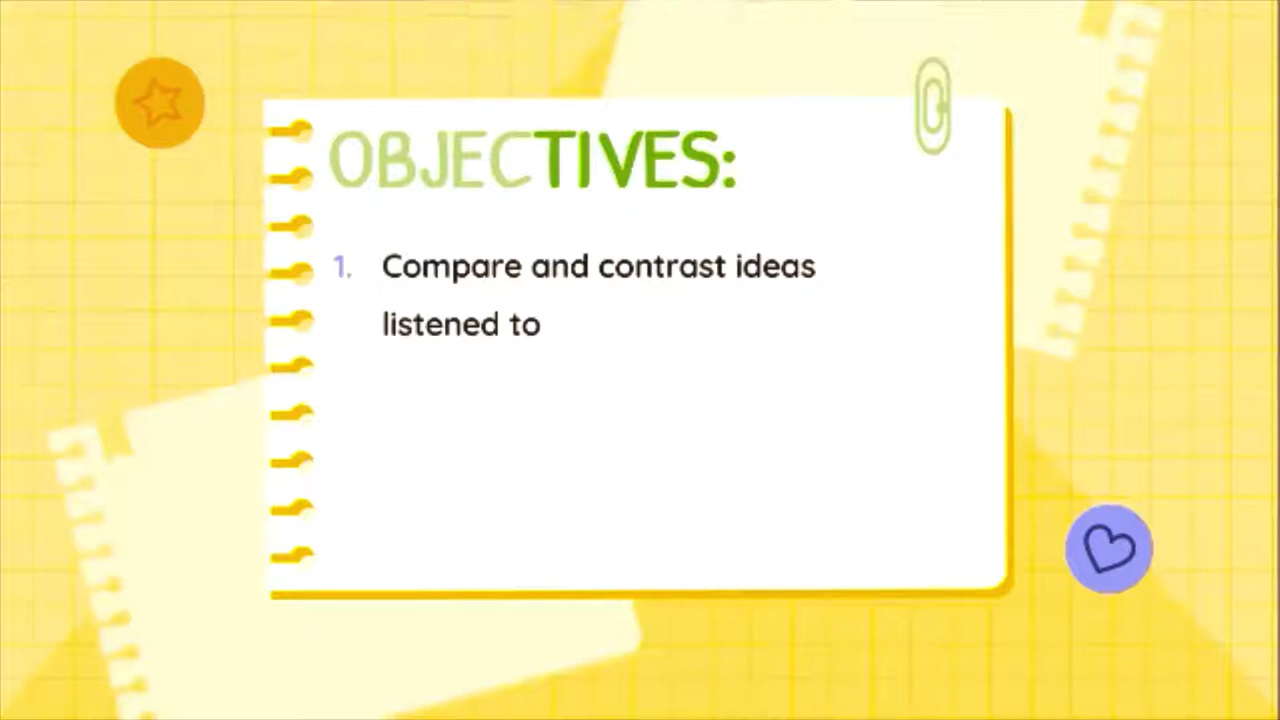 OBJECTIVES:
1. Compare and contrast ideas
listened to